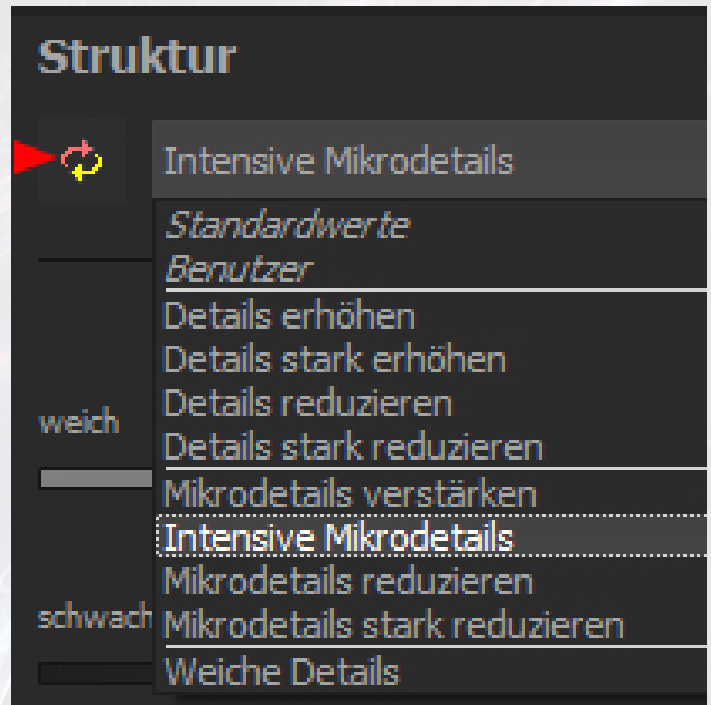 Struktur
Intensive Mikrodetails
Standardwerte
Benutzer
Details erhöhen
Details stark erhöhen
Details reduzieren
weich
Details stark reduzieren
Mikrodetails verstärken
Intensive Mikrodetails
Mikrodetails reduzieren
schwach
Mikrodetails stark reduzieren
Weiche Details